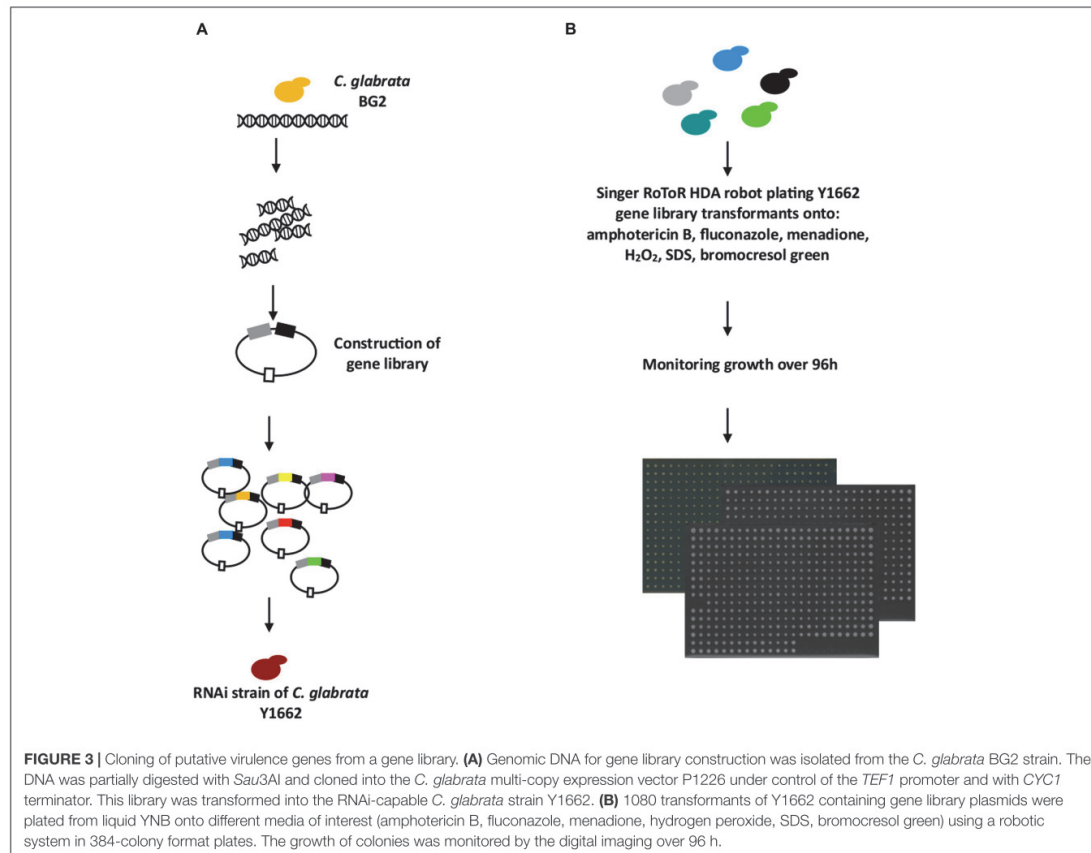 A
C. glabrata
BG2
Construction of
gene library
RNAi strain of C. glabrata
Y1662
B
Singer RoToR HDA robot plating Y1662
gene library transformants onto:
amphotericin B, fluconazole, menadione,
H₂O₂, SDS, bromocresol green
Monitoring growth over 96h
FIGURE 3 | Cloning of putative virulence genes from a gene library. (A) Genomic DNA for gene library construction was isolated from the C. glabrata BG2 strain. The
DNA was partially digested with Sau3AI and cloned into the C. glabrata multi-copy expression vector P1226 under control of the TEF1 promoter and with CYC1
terminator. This library was transformed into the RNAi-capable C. glabrata strain Y1662. (B) 1080 transformants of Y1662 containing gene library plasmids were
plated from liquid YNB onto different media of interest (amphotericin B, fluconazole, menadione, hydrogen peroxide, SDS, bromocresol green) using a robotic
system in 384-colony format plates. The growth of colonies was monitored by the digital imaging over 96 h.